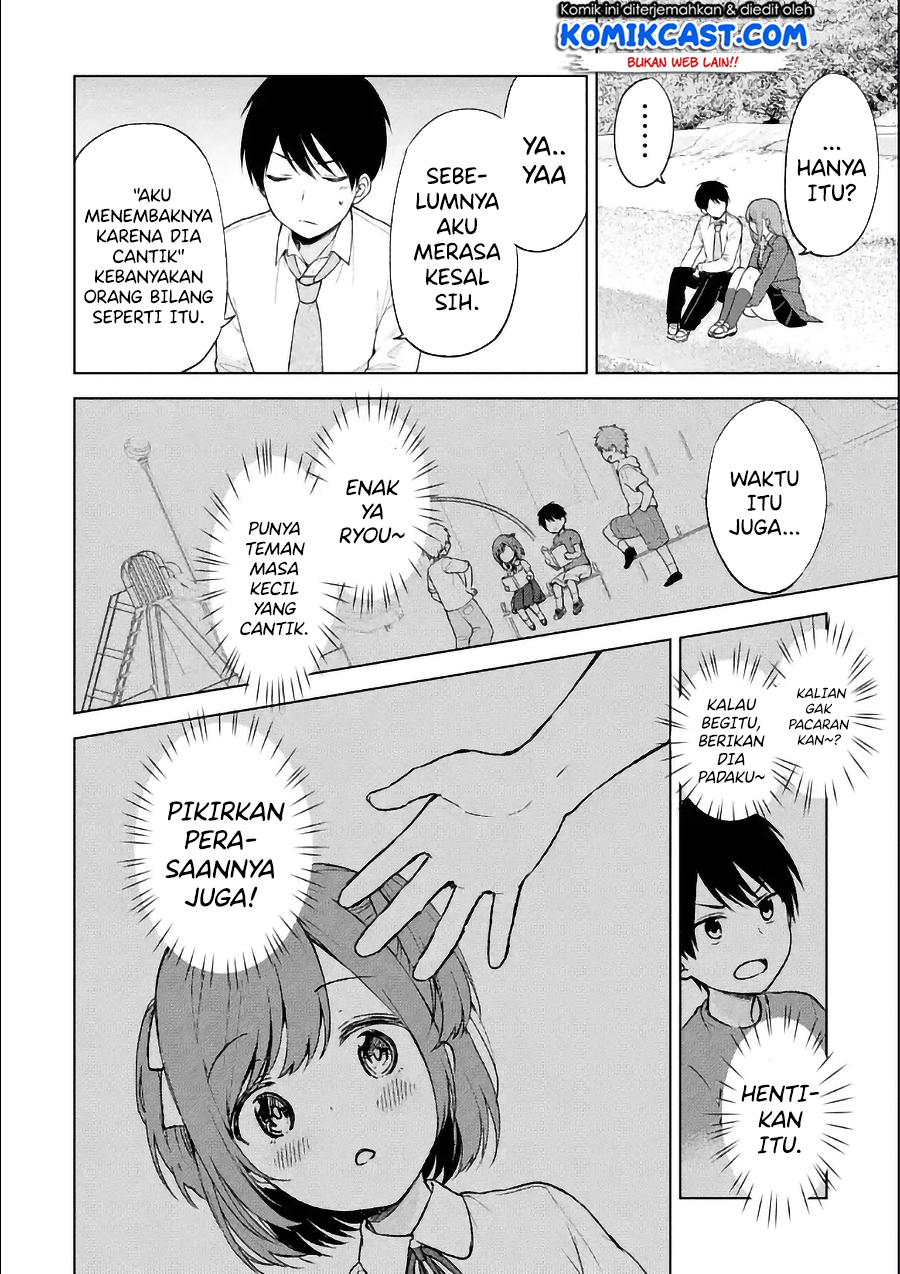 Komik ini diterjemahkan & diedit oleh
KOMIKCAST.COM
BUKAN WEB LAIN!!
...
HANYA
ITU?
......
YA..
YAA
SEBE-
LUMNYA
AKU
MERASA
KESAL
SIH.
"AKU
MENEMBAKNYA
KARENA DIA
CANTIK"
KEBANYAKAN
ORANG BILANG
SEPERTI ITU.
WAKTU
ITU
JUGA...
ENAK
YA
RYOU~
PUNYA
TEMAN
MASA
KECIL
YANG
CANTIK.
KALIAN
GAK
PACARAN
KAN~?
KALAU
BEGITU,
BERIKAN
DIA
PADAKU~
HENTI-
KAN
ITU.
PIKIRKAN
PERA-
SAANNYA
JUGA!